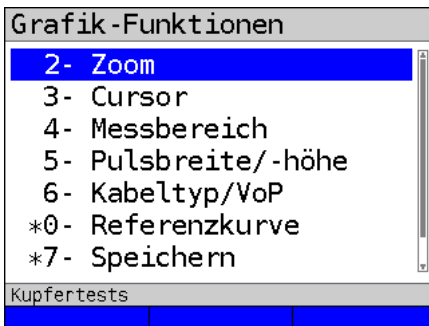 Grafik-Funktionen
2- Zoom
3- Cursor
4- Messbereich
5- Pulsbreite/-höhe
6- Kabeltyp/VoP
*0- Referenzkurve
*7- Speichern
Kupfertests